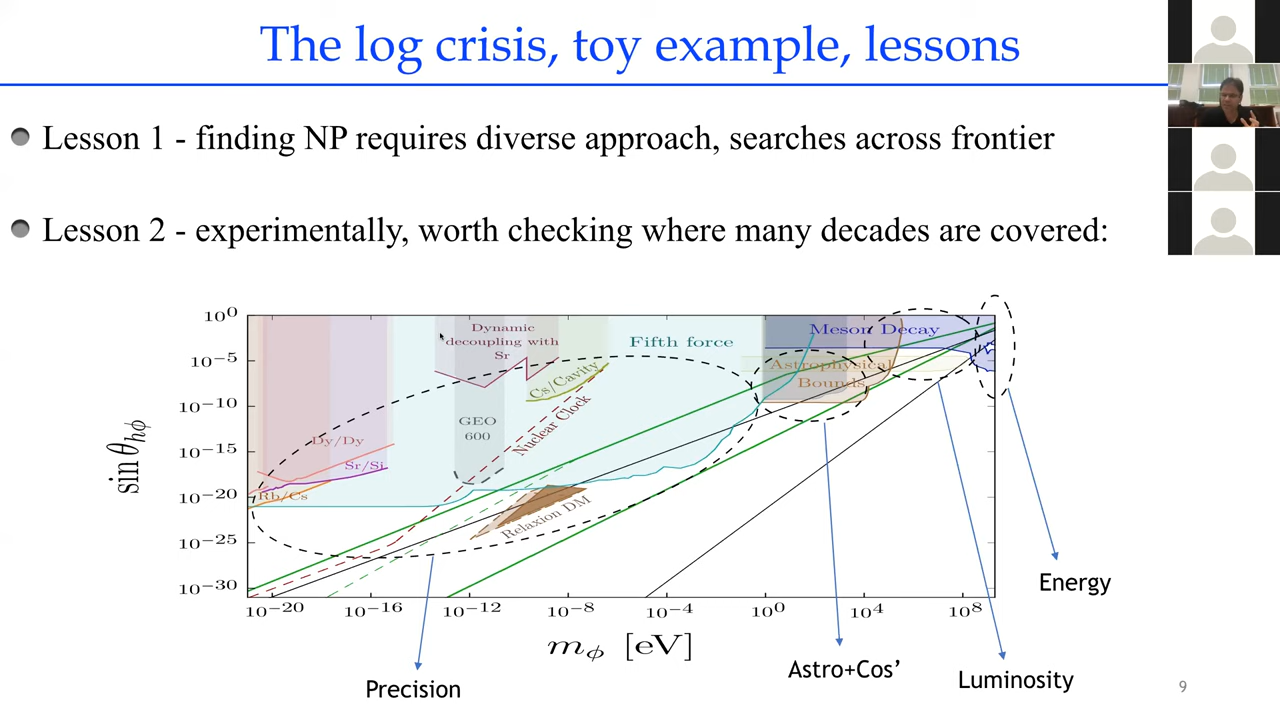 The log crisis, toy example, lessons
Lesson 1 - finding NP requires diverse approach, searches across frontier
Lesson 2 - experimentally, worth checking where many decades are covered:
10⁰
10⁻⁵
10⁻¹⁰
10⁻¹⁵
10⁻²⁰
10⁻²⁵
10⁻³⁰
sin θ_hφ
Dynamic
decoupling with
Sr
Fifth force
Meson Decay
Astrophysical
Bounds
Cs/Cavity
GEO
600
Nuclear Clock
Dy/Dy
Sr/Si
Rb/Cs
Relaxion DM
10⁻²⁰ 10⁻¹⁶ 10⁻¹² 10⁻⁸ 10⁻⁴ 10⁰ 10⁴ 10⁸
m_φ [eV]
Energy
Astro+Cos’
Luminosity
Precision
9